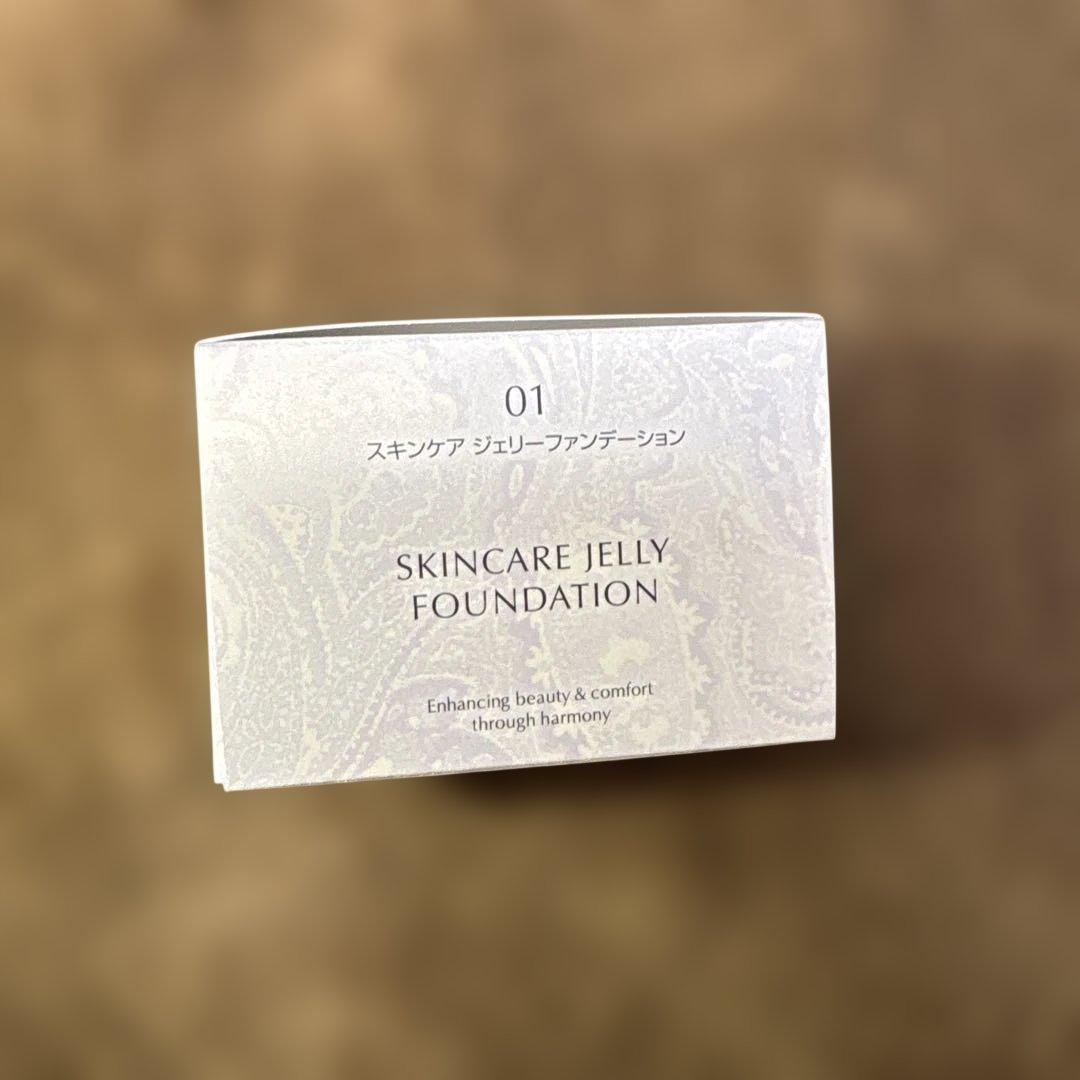 01
スキンケア ジェリーファンデーション
SKINCARE JELLY
FOUNDATION
Enhancing beauty & comfort
through harmony